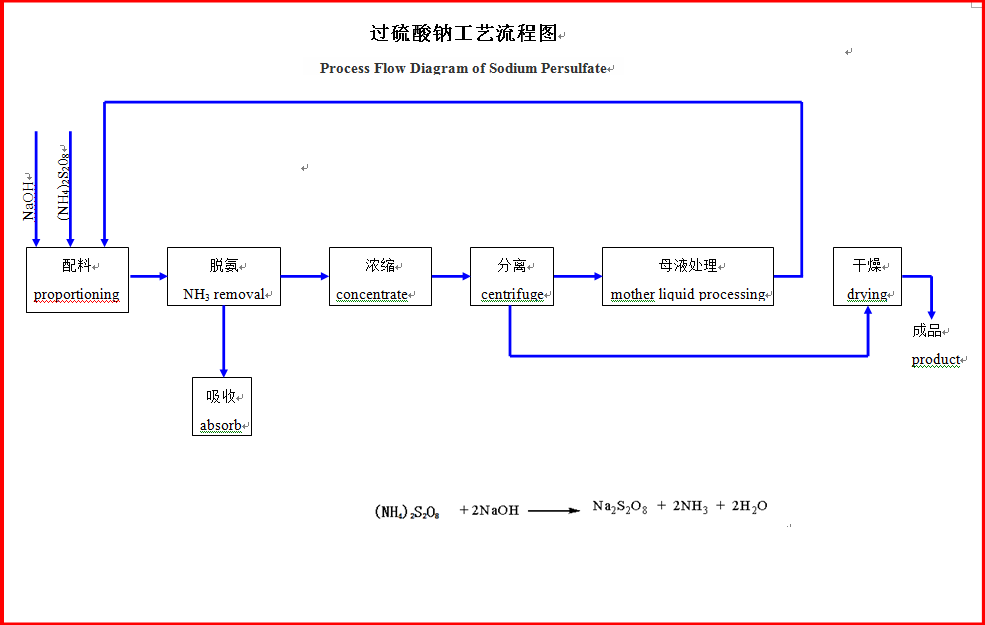 过硫酸钠工艺流程图
Process Flow Diagram of Sodium Persulfate
NaOH
(NH4)2S2O8
配料
proportioning
脱氨
NH3 removal
浓缩
concentrate
分离
centrifuge
母液处理
mother liquid processing
干燥
drying
成品
product
吸收
absorb
(NH₄)₂S₂O₈ +2NaOH ⟶ Na₂S₂O₈ + 2NH₃ + 2H₂O